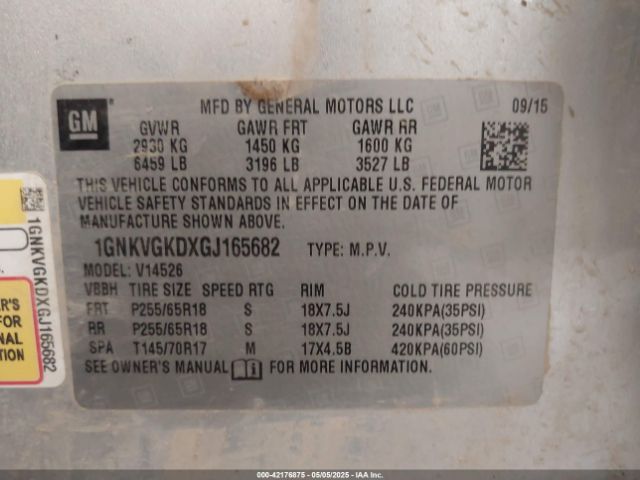 GM
MFD BY GENERAL MOTORS LLC 09/15
GVWR GAWR FRT GAWR RR
2930 KG 1450 KG 1600 KG
6459 LB 3196 LB 3527 LB
THIS VEHICLE CONFORMS TO ALL APPLICABLE U.S. FEDERAL MOTOR
VEHICLE SAFETY STANDARDS IN EFFECT ON THE DATE OF
MANUFACTURE SHOWN ABOVE.
1GNKVGKDXGJ165682 TYPE: M.P.V.
MODEL: V14526
VBBH TIRE SIZE SPEED RTG RIM COLD TIRE PRESSURE
FRT P255/65R18 S 18X7.5J 240KPA(35PSI)
RR P255/65R18 S 18X7.5J 240KPA(35PSI)
SPA T145/70R17 M 17X4.5B 420KPA(60PSI)
SEE OWNER'S MANUAL FOR MORE INFORMATION.
1GNKVGKDXGJ165682
ER'S
FOR
NAL
TION
000-42176875 - 05/05/2025 - IAA Inc.